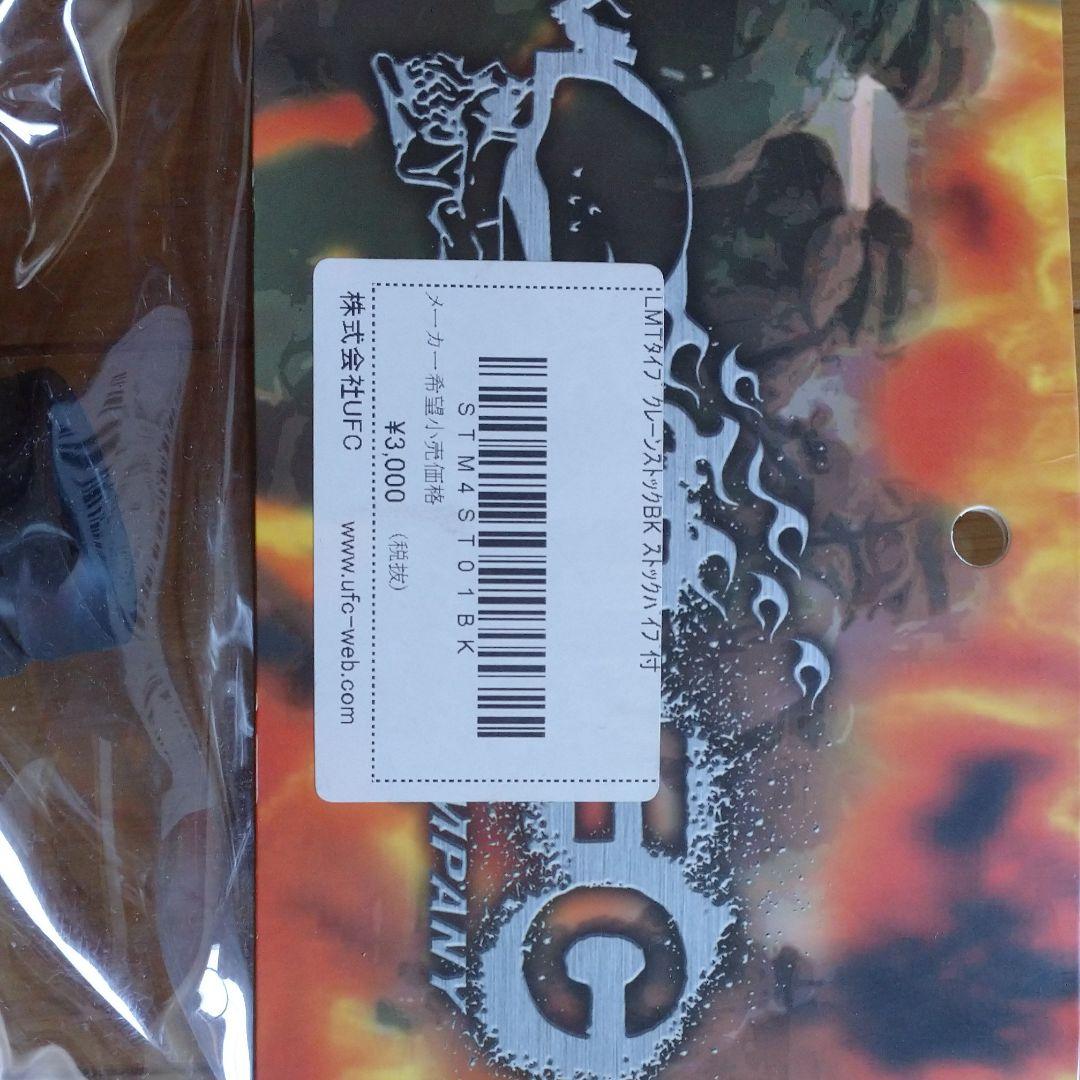 LMTﾀｲﾌﾟ ｸﾚｰﾝｽﾄｯｸBK ｽﾄｯｸﾊﾟｲﾌﾟ付
STM4ST01BK
メーカー希望小売価格
¥3,000 (税抜)
株式会社UFC www.ufc-web.com
FC